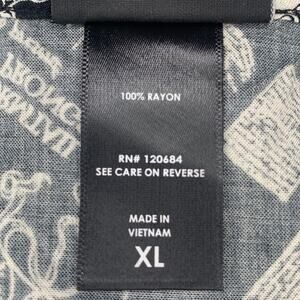 100% RAYON
RN# 120684
SEE CARE ON REVERSE
MADE IN
VIETNAM
XL